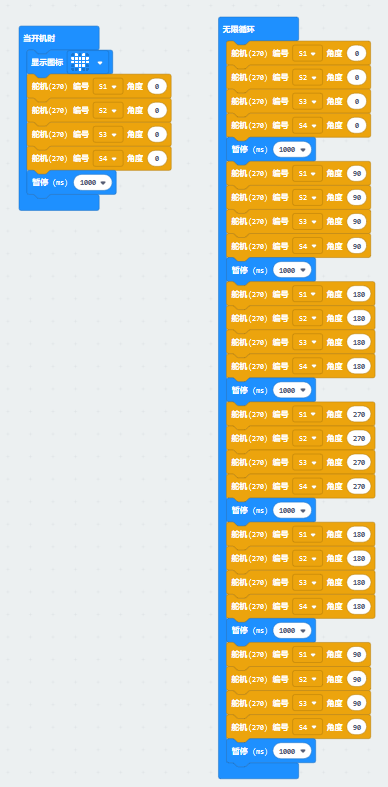 当开机时
显示图标
舵机(270) 编号 S1 角度 0
舵机(270) 编号 S2 角度 0
舵机(270) 编号 S3 角度 0
舵机(270) 编号 S4 角度 0
暂停 (ms) 1000
无限循环
舵机(270) 编号 S1 角度 0
舵机(270) 编号 S2 角度 0
舵机(270) 编号 S3 角度 0
舵机(270) 编号 S4 角度 0
暂停 (ms) 1000
舵机(270) 编号 S1 角度 90
舵机(270) 编号 S2 角度 90
舵机(270) 编号 S3 角度 90
舵机(270) 编号 S4 角度 90
暂停 (ms) 1000
舵机(270) 编号 S1 角度 180
舵机(270) 编号 S2 角度 180
舵机(270) 编号 S3 角度 180
舵机(270) 编号 S4 角度 180
暂停 (ms) 1000
舵机(270) 编号 S1 角度 270
舵机(270) 编号 S2 角度 270
舵机(270) 编号 S3 角度 270
舵机(270) 编号 S4 角度 270
暂停 (ms) 1000
舵机(270) 编号 S1 角度 180
舵机(270) 编号 S2 角度 180
舵机(270) 编号 S3 角度 180
舵机(270) 编号 S4 角度 180
暂停 (ms) 1000
舵机(270) 编号 S1 角度 90
舵机(270) 编号 S2 角度 90
舵机(270) 编号 S3 角度 90
舵机(270) 编号 S4 角度 90
暂停 (ms) 1000